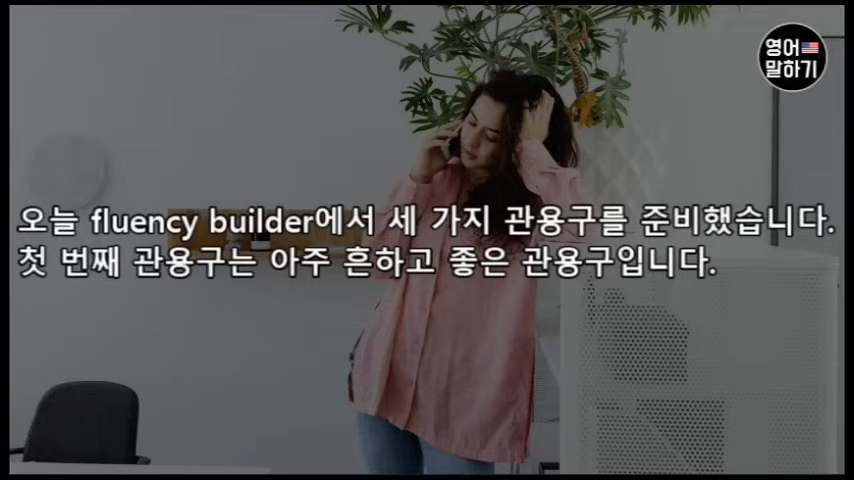 영어
말하기
오늘 fluency builder에서 세 가지 관용구를 준비했습니다.
첫 번째 관용구는 아주 흔하고 좋은 관용구입니다.